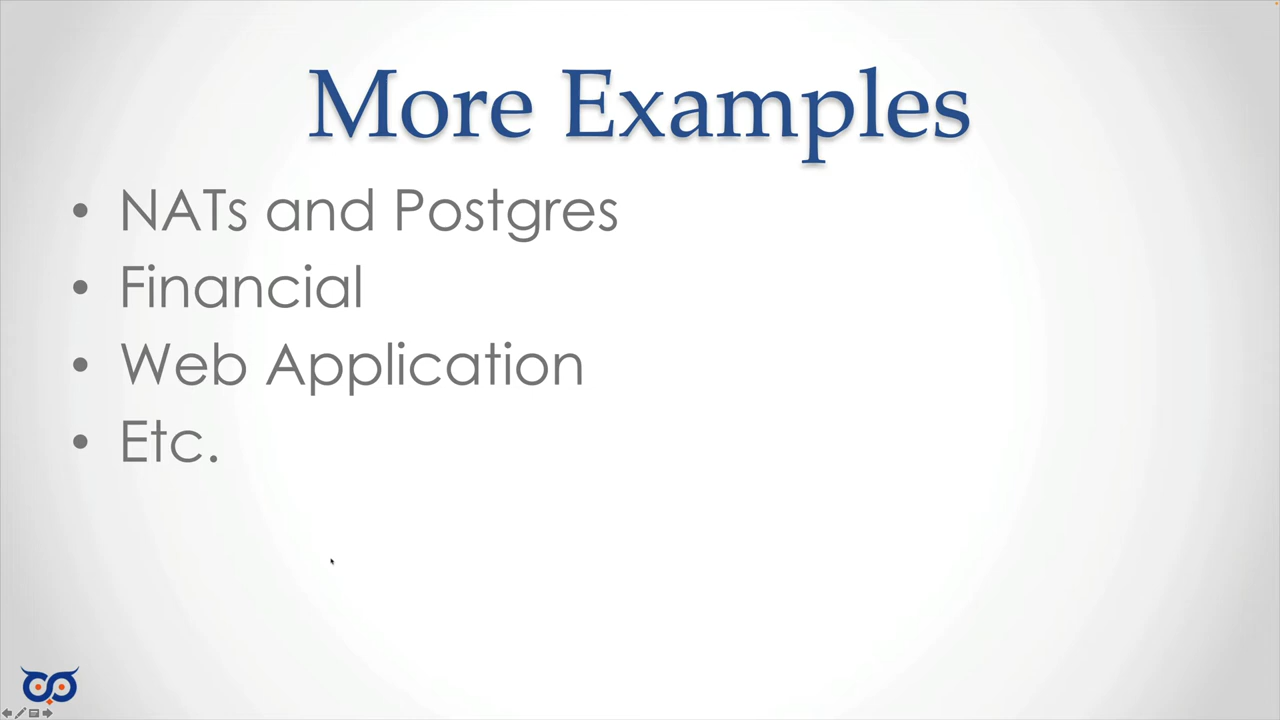 More Examples
• NATs and Postgres
• Financial
• Web Application
• Etc.